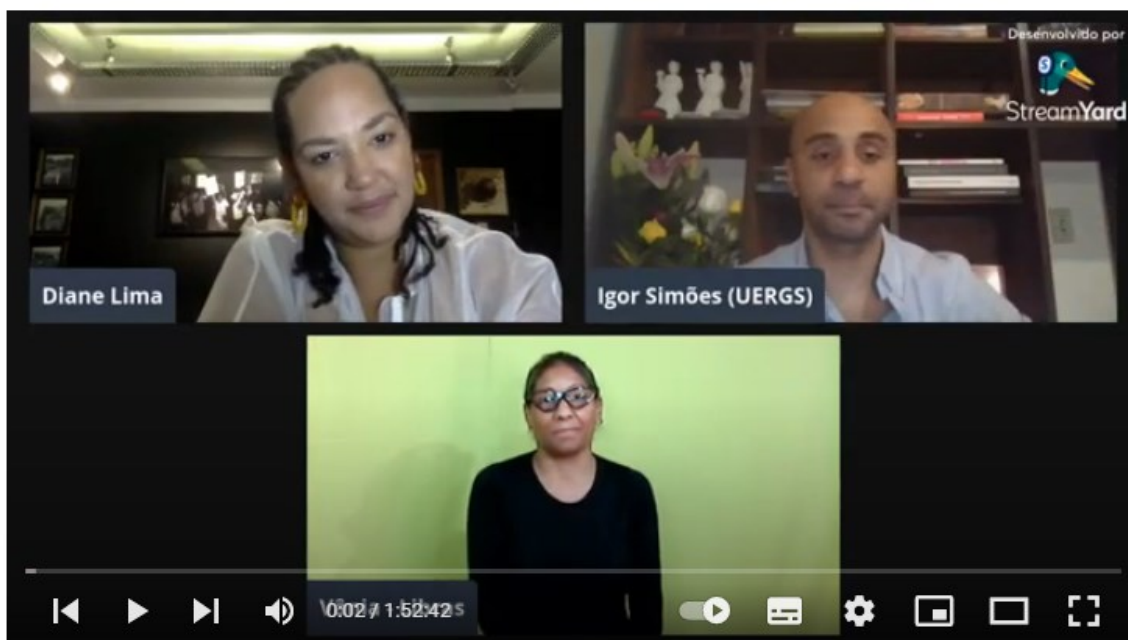 Desenvolvido por
StreamYard
Diane Lima
Igor Simões (UERGS)
0:02 / 1:52:42